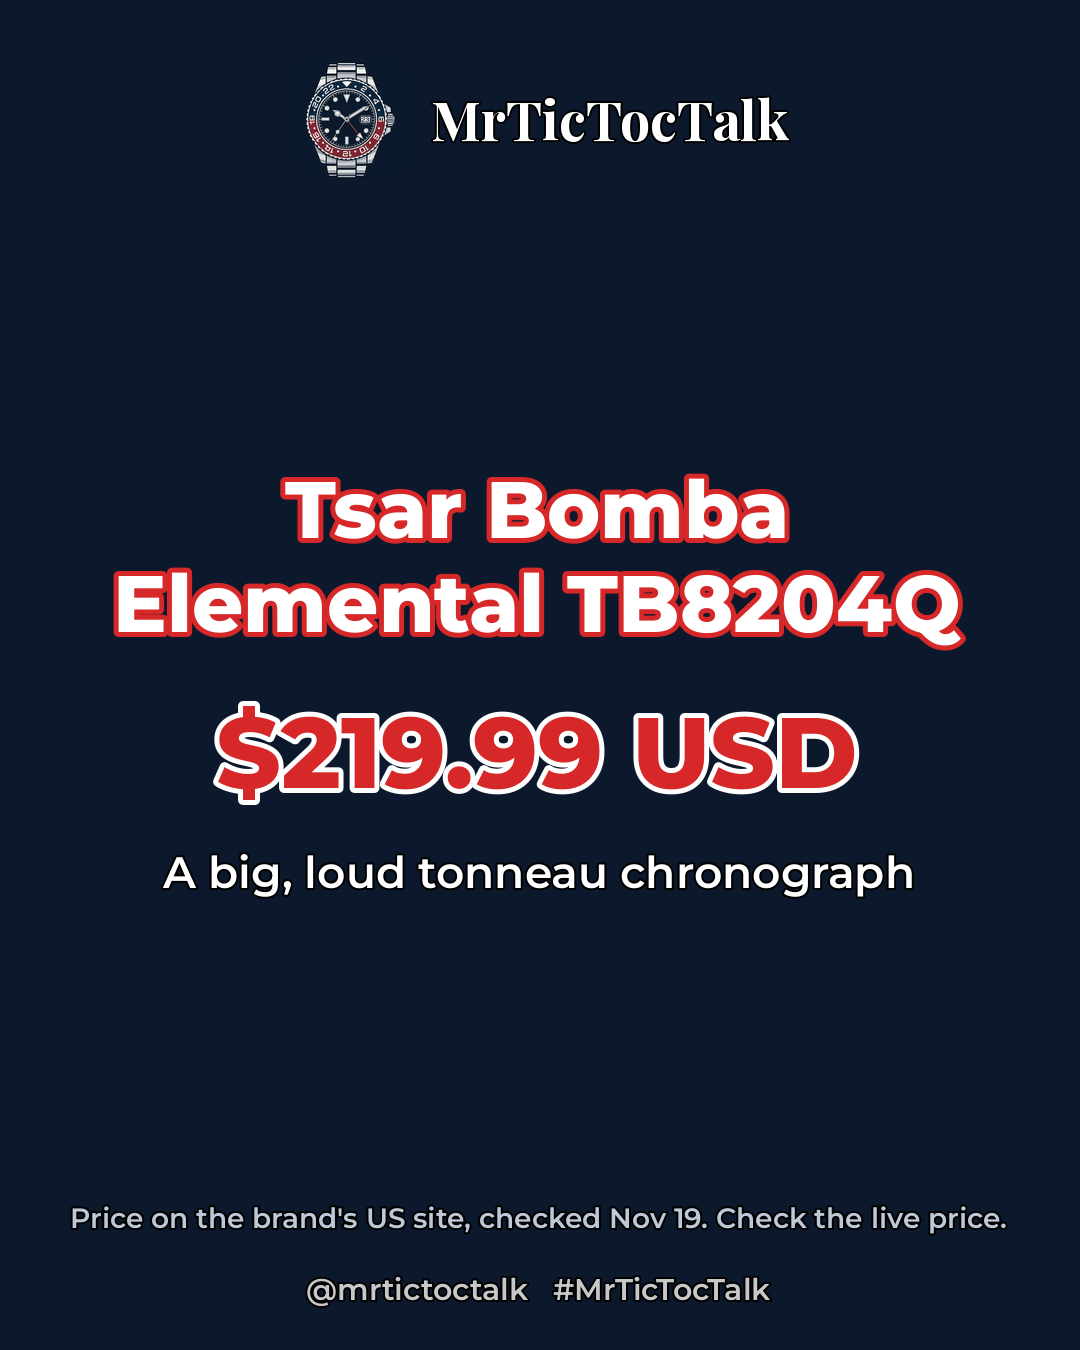 MrTicTocTalk
Tsar Bomba
Elemental TB8204Q
$219.99 USD
A big, loud tonneau chronograph
Price on the brand's US site, checked Nov 19. Check the live price.
@mrtictoctalk #MrTicTocTalk